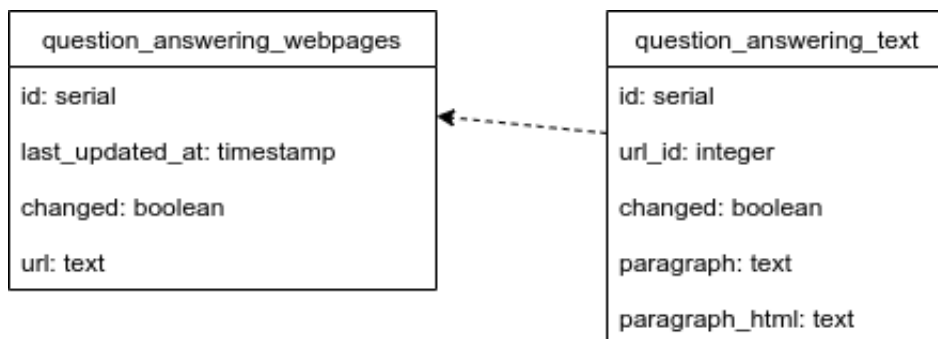 question_answering_webpages
id: serial
last_updated_at: timestamp
changed: boolean
url: text
question_answering_text
id: serial
url_id: integer
changed: boolean
paragraph: text
paragraph_html: text